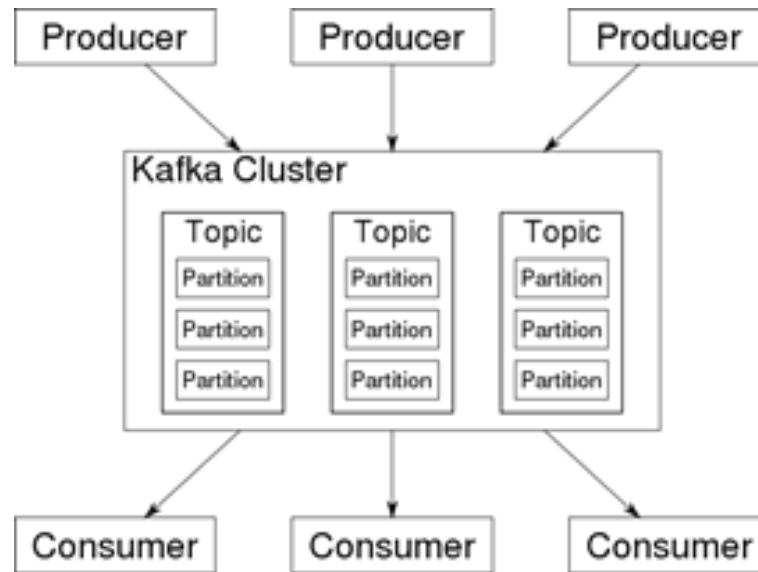 Producer Producer Producer
Kafka Cluster
Topic Topic Topic
Partition Partition Partition
Partition Partition Partition
Partition Partition Partition
Consumer Consumer Consumer